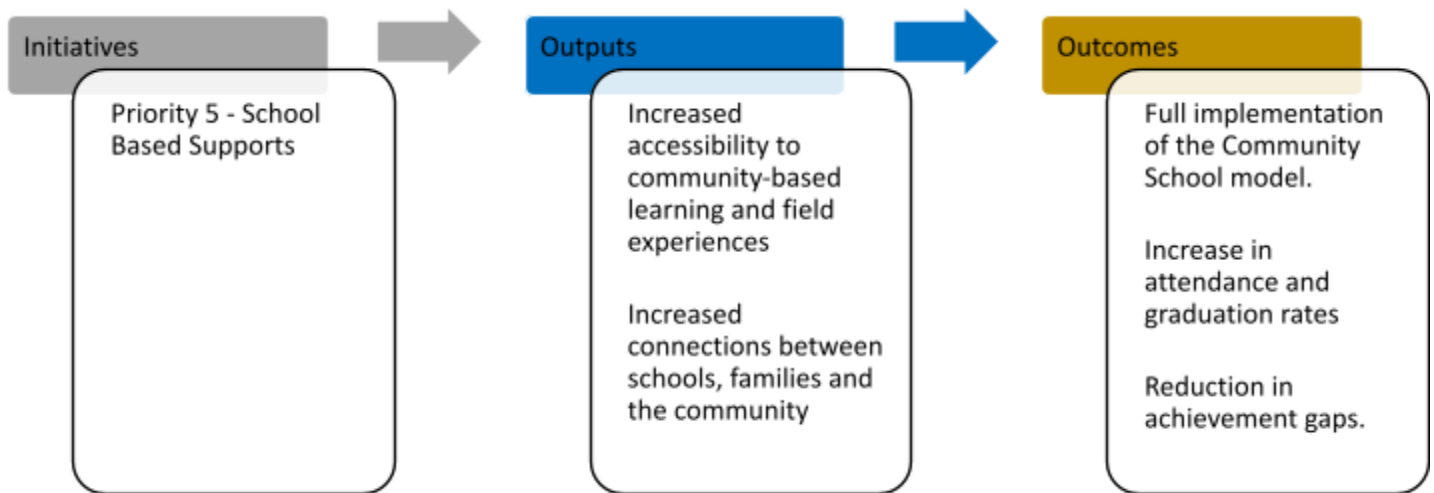 Initiatives
Priority 5 - School
Based Supports
Outputs
Increased
accessibility to
community-based
learning and field
experiences
Increased
connections between
schools, families and
the community
Outcomes
Full implementation
of the Community
School model.
Increase in
attendance and
graduation rates
Reduction in
achievement gaps.